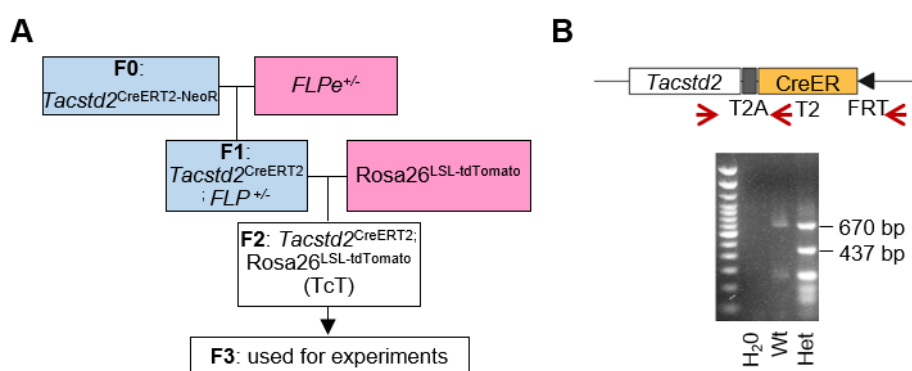 A
F0:
Tacstd2CreERT2-NeoR
FLPe+/-
F1:
Tacstd2CreERT2
; FLP+/-
Rosa26LSL-tdTomato
F2: Tacstd2CreERT2;
Rosa26LSL-tdTomato
(TcT)
F3: used for experiments
B
Tacstd2
CreER
T2A
T2
FRT
670 bp
437 bp
H20
Wt
Het